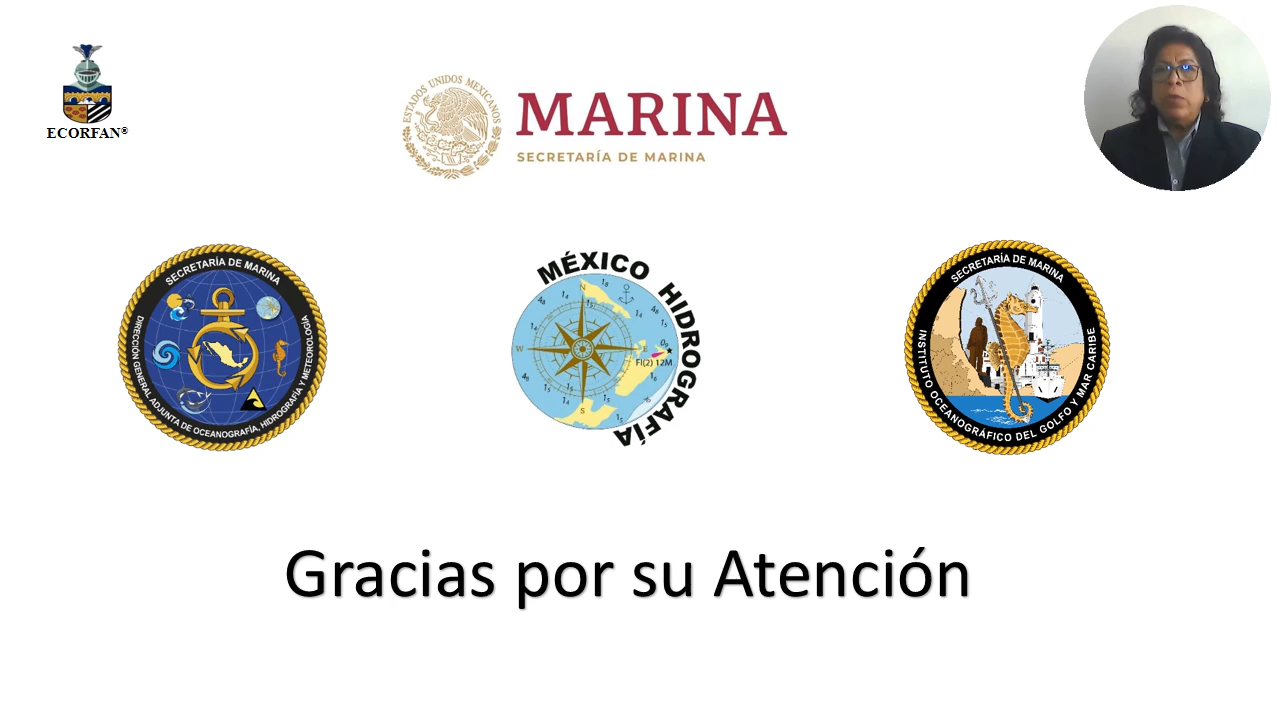 ECORFAN®
ESTADOS UNIDOS MEXICANOS
MARINA
SECRETARÍA DE MARINA
SECRETARÍA DE MARINA
DIRECCIÓN GENERAL ADJUNTA DE OCEANOGRAFÍA, HIDROGRAFÍA Y METEOROLOGÍA
MÉXICO HIDROGRAFÍA
N
W
E
S
Fl(2) 12M
SECRETARÍA DE MARINA
INSTITUTO OCEANOGRÁFICO DEL GOLFO Y MAR CARIBE
Gracias por su Atención